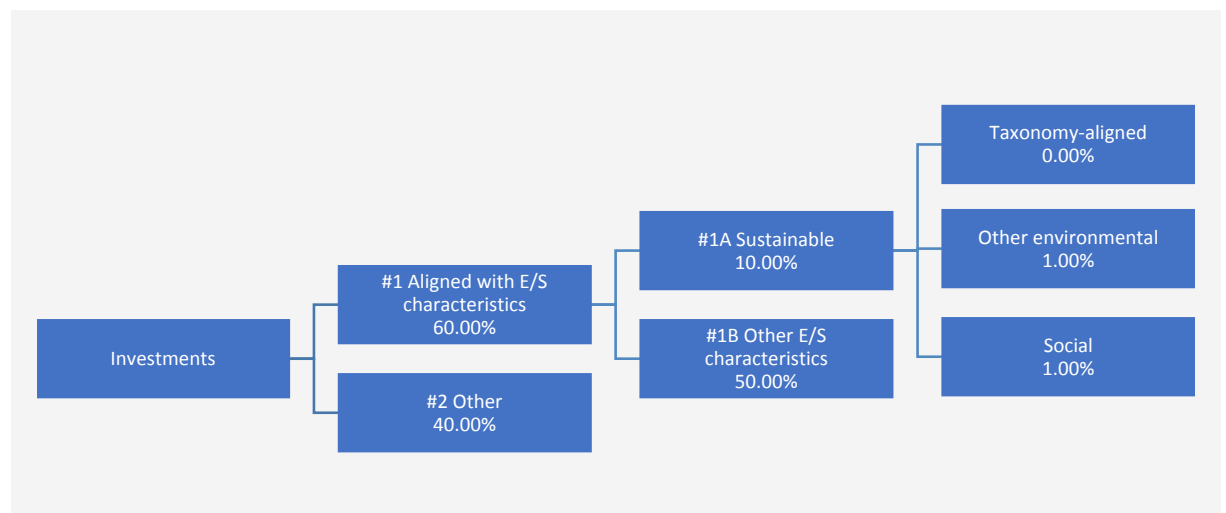 Investments
#1 Aligned with E/S
characteristics
60.00%
#2 Other
40.00%
#1A Sustainable
10.00%
#1B Other E/S
characteristics
50.00%
Taxonomy-aligned
0.00%
Other environmental
1.00%
Social
1.00%